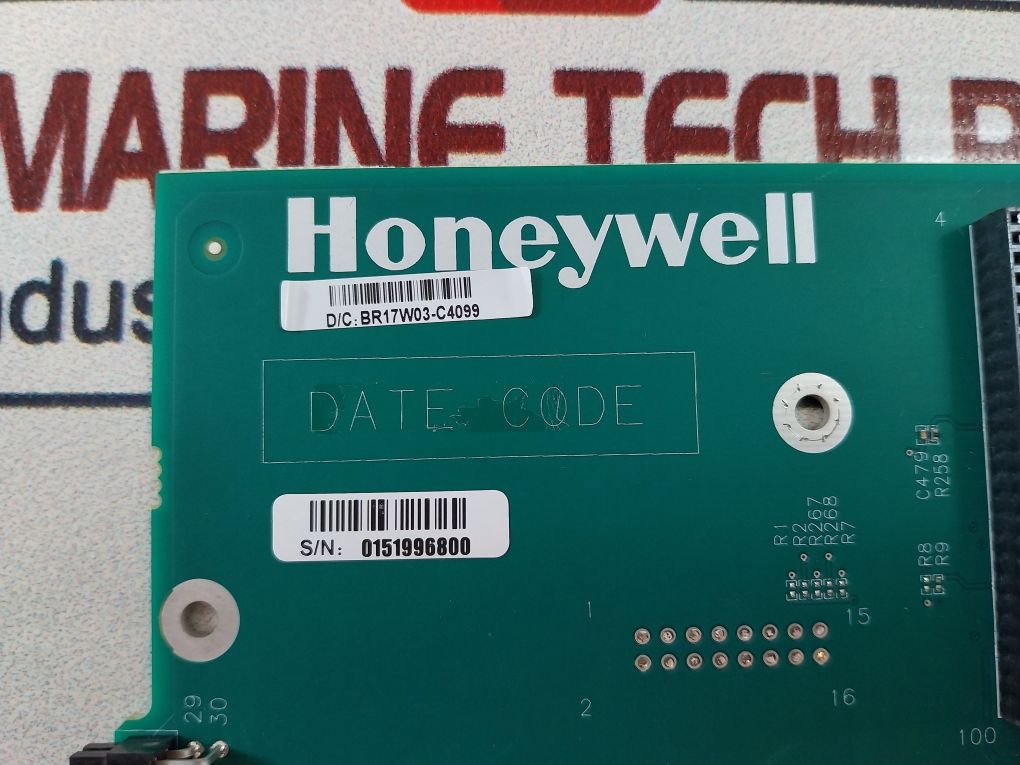 MARINE TECH
Honeywell
4
D/C: BR17W03-C4099
DATE CODE
C479
R258
S/N: 0151996800
R1
R2
R267
R268
R7
R8
R9
1
15
2
16
29
30
100